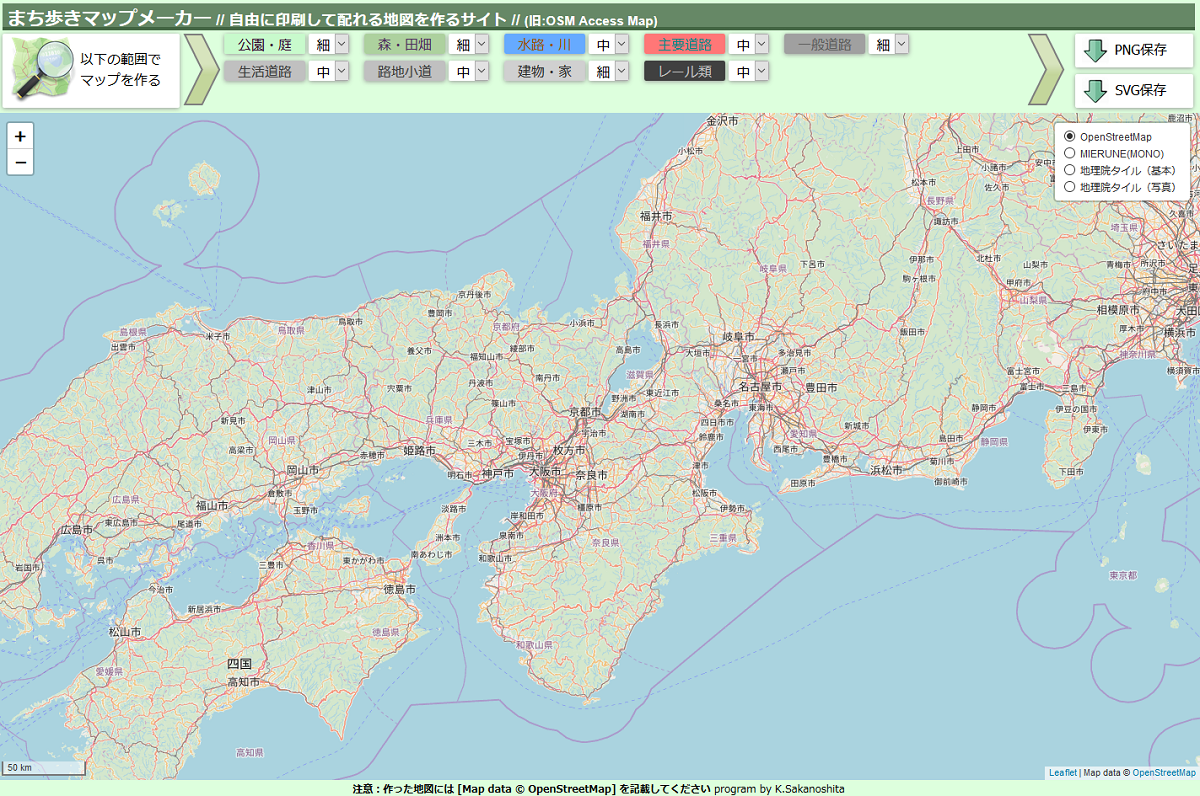 まち歩きマップメーカー // 自由に印刷して配れる地図を作るサイト // (旧:OSM Access Map)
以下の範囲で
マップを作る
公園・庭 細 森・田畑 細 水路・川 中 主要道路 中 一般道路 細
生活道路 中 路地小道 中 建物・家 細 レール類 中
PNG保存
SVG保存
+
−
OpenStreetMap
MIERUNE(MONO)
地理院タイル（基本）
地理院タイル（写真）
金沢市
小松市
福井市
福井県
上田市
小諸市
佐久市
松本市
長野県
諏訪市
鹿沼市
久喜市
埼玉県
さいたま
岐阜県
下呂市
伊那市
駒ヶ根市
北杜市
山梨市
甲府市
山梨県
青梅市
所沢市
府中市
相模原市
厚木市
横浜市
神奈川県
横須賀市
京丹後市
豊岡市
京都府
小浜市
長浜市
島根県
出雲市
米子市
鳥取県
鳥取市
養父市
福知山市
綾部市
高島市
岐阜市
大垣市
一宮市
多治見市
瀬戸市
飯田市
富士宮市
富士市
三島市
津山市
宍粟市
丹波市
南丹市
滋賀県
東近江市
名古屋市
豊田市
桑名市
東海市
静岡市
伊豆の国市
伊東市
新見市
篠山市
京都市
野洲市
湖南市
四日市市
鈴鹿市
愛知県
新城市
島田市
静岡県
岡山県
高梁市
兵庫県
三木市
宝塚市
宇治市
赤穂市
姫路市
伊丹市
枚方市
西尾市
豊橋市
浜松市
菊川市
御前崎市
下田市
岡山市
倉敷市
明石市
神戸市
大阪市
奈良市
津市
田原市
大阪府
広島県
福山市
玉野市
淡路市
岸和田市
橿原市
松阪市
伊勢市
広島市
東広島市
尾道市
香川県
洲本市
泉南市
奈良県
三重県
岩国市
呉市
三豊市
東かがわ市
南あわじ市
和歌山市
東京都
今治市
新居浜市
徳島市
松山市
徳島県
和歌山県
愛媛県
四国
高知市
高知県
50 km
Leaflet | Map data © OpenStreetMap
注意：作った地図には [Map data © OpenStreetMap] を記載してください program by K.Sakanoshita